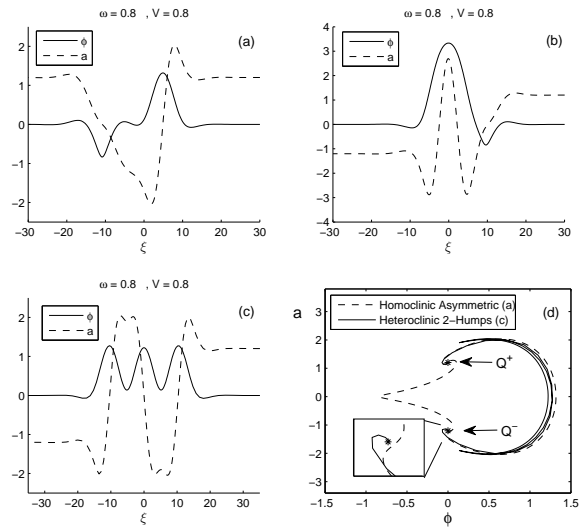 ω = 0.8 , V = 0.8
(a)
φ
a
2
1
0
−1
−2
−30 −20 −10 0 10 20 30
ξ
ω = 0.8 , V = 0.8
(b)
φ
a
4
3
2
1
0
−1
−2
−3
−4
−30 −20 −10 0 10 20 30
ξ
ω = 0.8 , V = 0.8
(c)
φ
a
2
1
0
−1
−2
−30 −20 −10 0 10 20 30
ξ
a
Homoclinic Asymmetric (a)
Heteroclinic 2−Humps (c)
(d)
Q+
Q−
3
2
1
0
−1
−2
−3
−1.5 −1 −0.5 0 0.5 1 1.5
φ